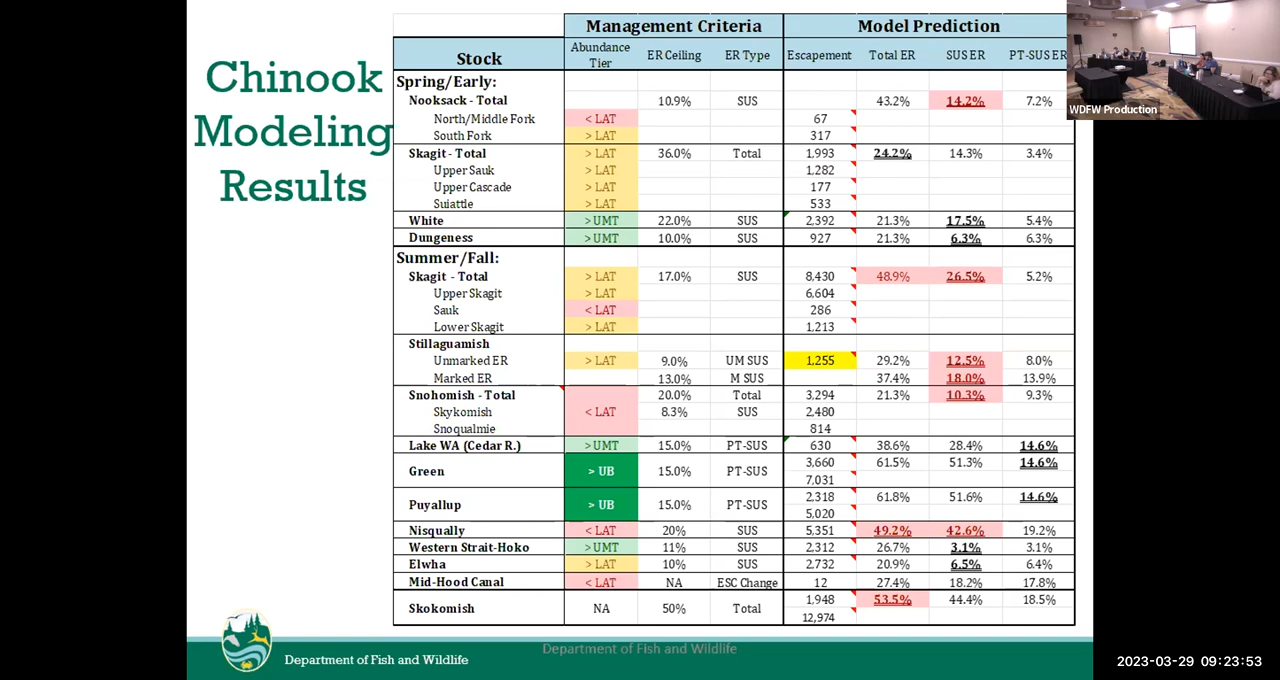 Chinook
Modeling
Results
Management Criteria Model Prediction
Stock Abundance Tier ER Ceiling ER Type Escapement Total ER SUS ER PT-SUS ER
Spring/Early:
Nooksack - Total 10.9% SUS 43.2% 14.2% 7.2%
North/Middle Fork < LAT 67
South Fork > LAT 317
Skagit - Total > LAT 36.0% Total 1,993 24.2% 14.3% 3.4%
Upper Sauk > LAT 1,282
Upper Cascade > LAT 177
Suiattle > LAT 533
White > UMT 22.0% SUS 2,392 21.3% 17.5% 5.4%
Dungeness > UMT 10.0% SUS 927 21.3% 6.3% 6.3%
Summer/Fall:
Skagit - Total > LAT 17.0% SUS 8,430 48.9% 26.5% 5.2%
Upper Skagit > LAT 6,604
Sauk < LAT 286
Lower Skagit > LAT 1,213
Stillaguamish
Unmarked ER > LAT 9.0% UM SUS 1,255 29.2% 12.5% 8.0%
Marked ER 13.0% M SUS 37.4% 18.0% 13.9%
Snohomish - Total 20.0% Total 3,294 21.3% 10.3% 9.3%
Skykomish < LAT 8.3% SUS 2,480
Snoqualmie 814
Lake WA (Cedar R.) > UMT 15.0% PT-SUS 630 38.6% 28.4% 14.6%
Green > UB 15.0% PT-SUS 3,660 61.5% 51.3% 14.6%
7,031
Puyallup > UB 15.0% PT-SUS 2,318 61.8% 51.6% 14.6%
5,020
Nisqually < LAT 20% SUS 5,351 49.2% 42.6% 19.2%
Western Strait-Hoko > UMT 11% SUS 2,312 26.7% 3.1% 3.1%
Elwha > LAT 10% SUS 2,732 20.9% 6.5% 6.4%
Mid-Hood Canal < LAT NA ESC Change 12 27.4% 18.2% 17.8%
Skokomish NA 50% Total 1,948 53.5% 44.4% 18.5%
12,974
Department of Fish and Wildlife
Department of Fish and Wildlife
WDFW Production
2023-03-29 09:23:53